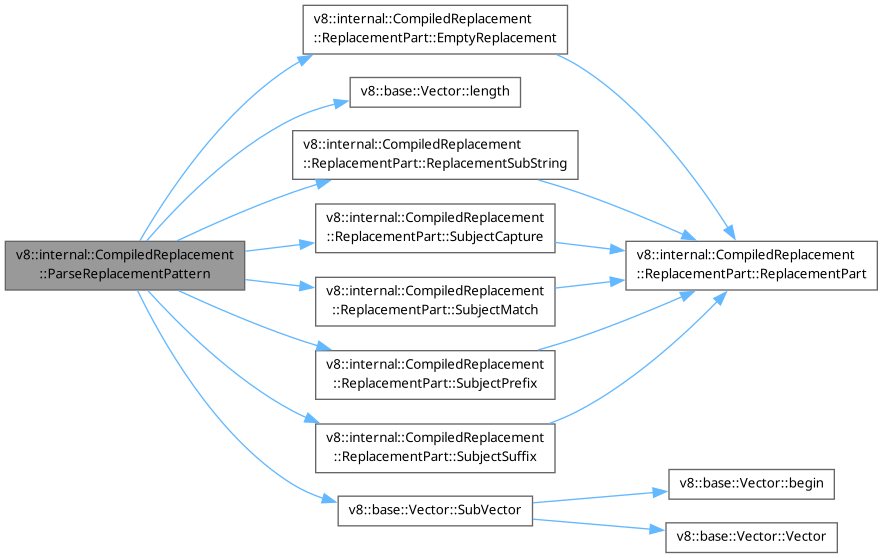 v8::internal::CompiledReplacement
::ReplacementPart::EmptyReplacement
v8::base::Vector::length
v8::internal::CompiledReplacement
::ReplacementPart::ReplacementSubString
v8::internal::CompiledReplacement
::ReplacementPart::SubjectCapture
v8::internal::CompiledReplacement
::ParseReplacementPattern
v8::internal::CompiledReplacement
::ReplacementPart::ReplacementPart
v8::internal::CompiledReplacement
::ReplacementPart::SubjectMatch
v8::internal::CompiledReplacement
::ReplacementPart::SubjectPrefix
v8::internal::CompiledReplacement
::ReplacementPart::SubjectSuffix
v8::base::Vector::SubVector
v8::base::Vector::begin
v8::base::Vector::Vector